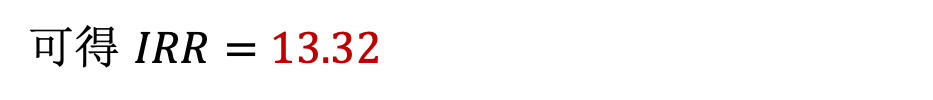 可得 IRR = 13.32